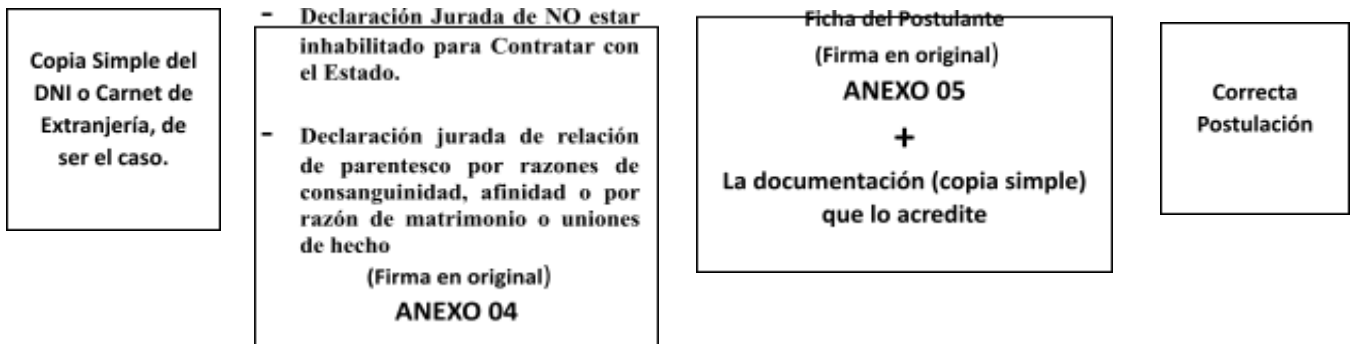 Copia Simple del
DNI o Carnet de
Extranjería, de
ser el caso.
- Declaración Jurada de NO estar
inhabilitado para Contratar con
el Estado.
- Declaración jurada de relación
de parentesco por razones de
consanguinidad, afinidad o por
razón de matrimonio o uniones
de hecho
(Firma en original)
ANEXO 04
Ficha del Postulante
(Firma en original)
ANEXO 05
+
La documentación (copia simple)
que lo acredite
Correcta
Postulación